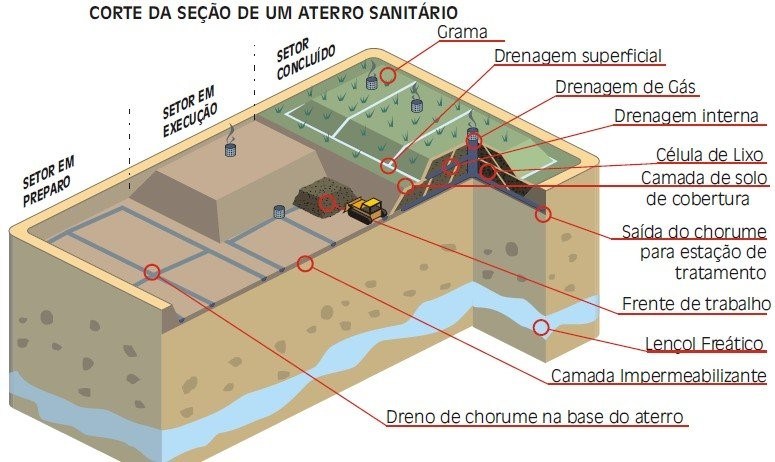 CORTE DA SEÇÃO DE UM ATERRO SANITÁRIO
SETOR EM
PREPARO
SETOR EM
EXECUÇÃO
SETOR
CONCLUÍDO
Grama
Drenagem superficial
Drenagem de Gás
Drenagem interna
Célula de Lixo
Camada de solo
de cobertura
Saída do chorume
para estação de
tratamento
Frente de trabalho
Lençol Freático
Camada Impermeabilizante
Dreno de chorume na base do aterro